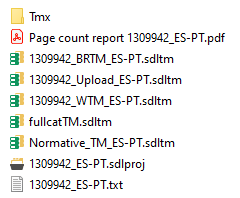 Tmx
Page count report 1309942_ES-PT.pdf
1309942_BRTM_ES-PT.sdltm
1309942_Upload_ES-PT.sdltm
1309942_WTM_ES-PT.sdltm
fullcatTM.sdltm
Normative_TM_ES-PT.sdltm
1309942_ES-PT.sdlproj
1309942_ES-PT.txt